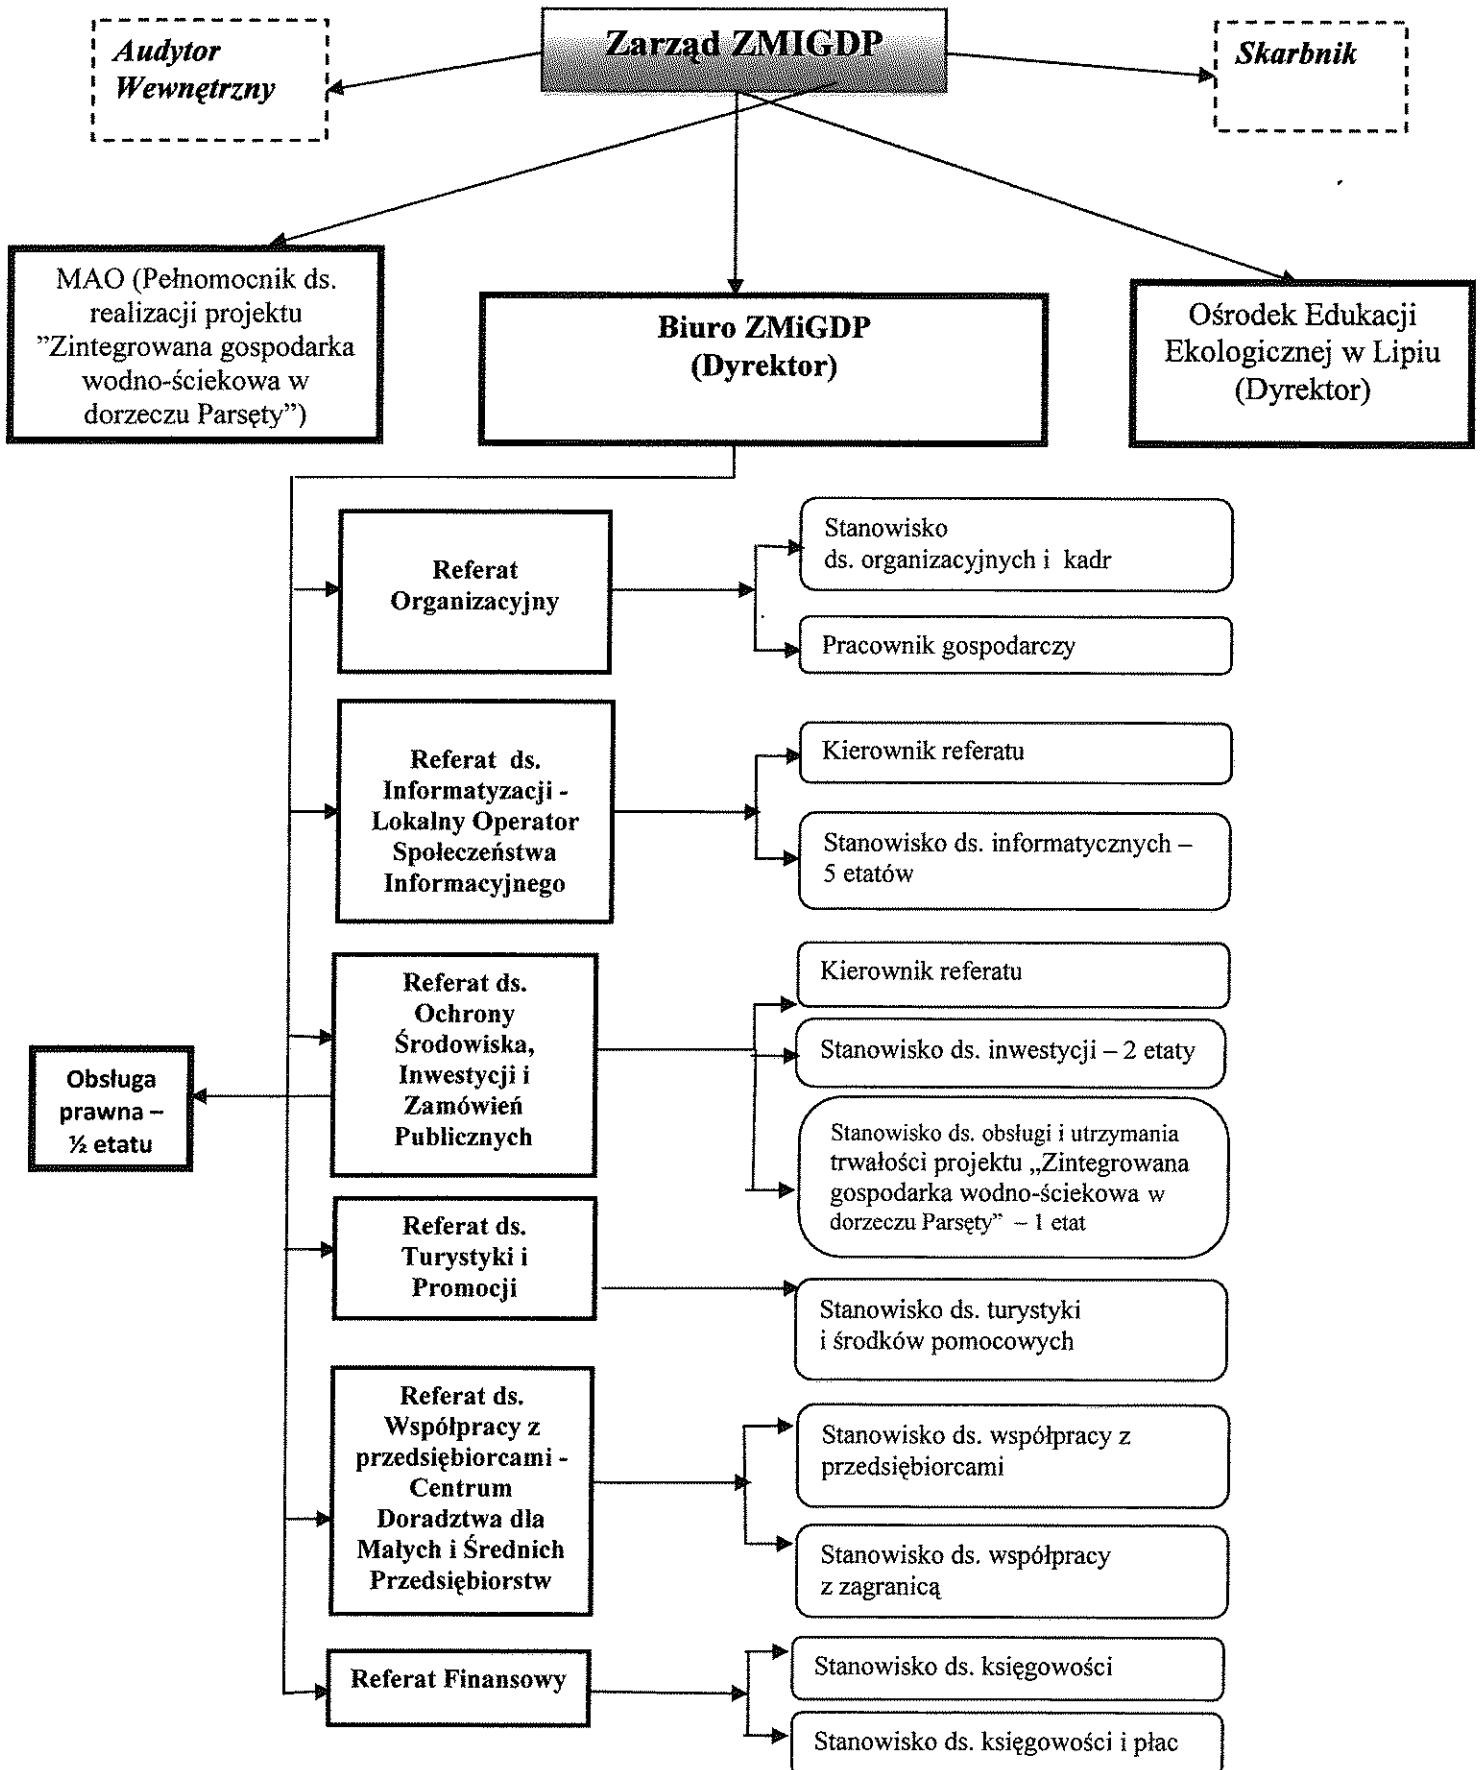 Audytor
Wewnętrzny
Zarząd ZMIGDP
Skarbnik
MAO (Pełnomocnik ds.
realizacji projektu
”Zintegrowana gospodarka
wodno-ściekowa w
dorzeczu Parsęty”)
Biuro ZMiGDP
(Dyrektor)
Ośrodek Edukacji
Ekologicznej w Lipiu
(Dyrektor)
Referat
Organizacyjny
Stanowisko
ds. organizacyjnych i kadr
Pracownik gospodarczy
Referat ds.
Informatyzacji -
Lokalny Operator
Społeczeństwa
Informacyjnego
Kierownik referatu
Stanowisko ds. informatycznych –
5 etatów
Obsługa
prawna –
½ etatu
Referat ds.
Ochrony
Środowiska,
Inwestycji i
Zamówień
Publicznych
Kierownik referatu
Stanowisko ds. inwestycji – 2 etaty
Stanowisko ds. obsługi i utrzymania
trwałości projektu „Zintegrowana
gospodarka wodno-ściekowa w
dorzeczu Parsęty” – 1 etat
Referat ds.
Turystyki i
Promocji
Stanowisko ds. turystyki
i środków pomocowych
Referat ds.
Współpracy z
przedsiębiorcami -
Centrum
Doradztwa dla
Małych i Średnich
Przedsiębiorstw
Stanowisko ds. współpracy z
przedsiębiorcami
Stanowisko ds. współpracy
z zagranicą
Referat Finansowy
Stanowisko ds. księgowości
Stanowisko ds. księgowości i płac